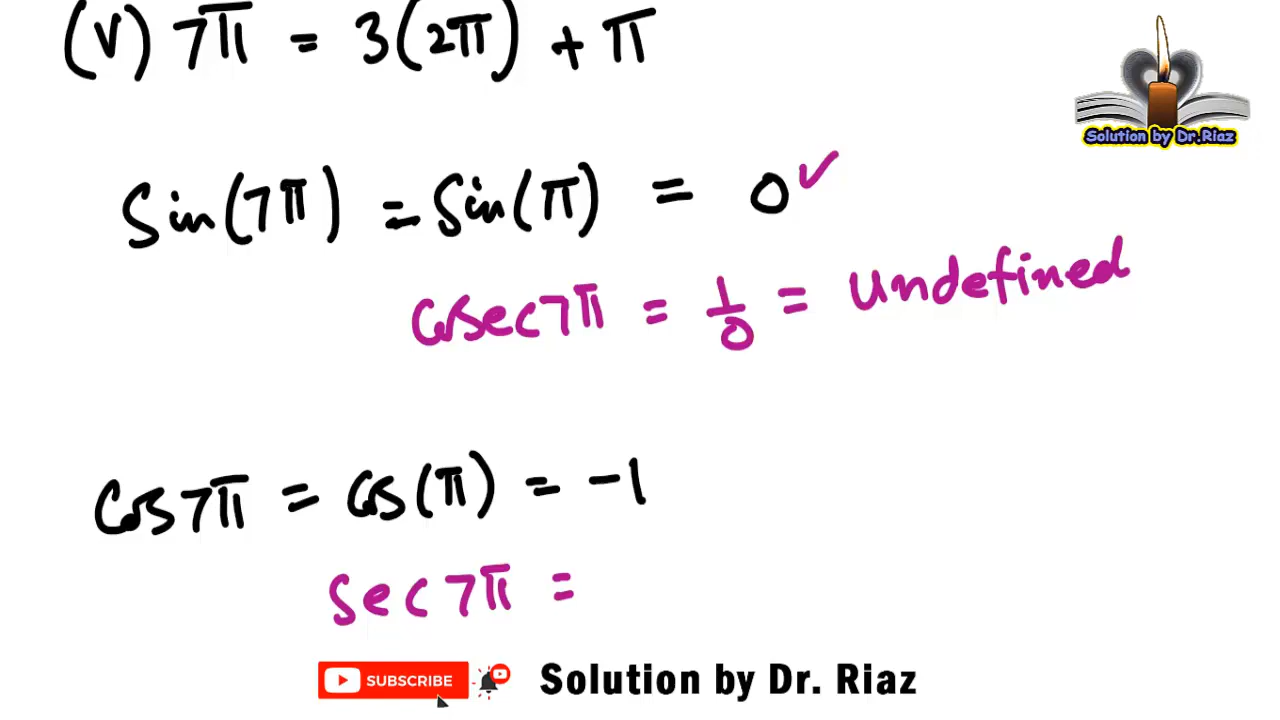 (V) 7π = 3(2π) + π
Solution by Dr.Riaz
Sin(7π) = Sin(π) = 0 ✓
Cosec7π = 1/0 = Undefined
Cos7π = Cos(π) = -1
Sec7π =
SUBSCRIBE
Solution by Dr. Riaz